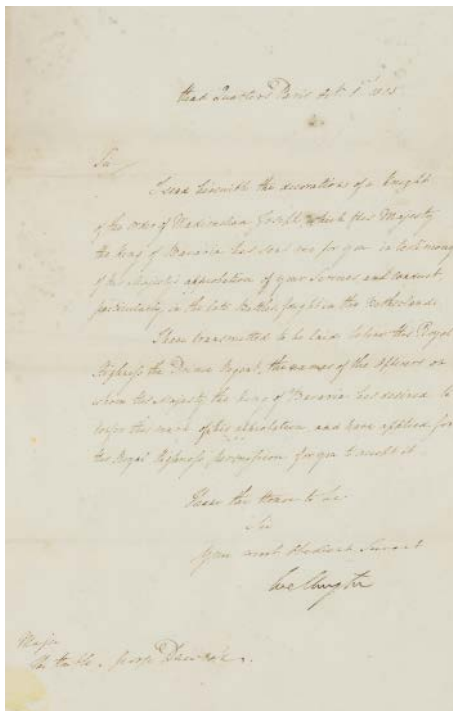 Head Quarters Paris Oct. 1st 1815
Sir
I send herewith the decorations of a Knight
of the order of Maximilian Joseph, which His Majesty
the King of Bavaria has sent me for you in testimony
of His Majesty's approbation of your services and conduct,
particularly in the late Battles fought in the Netherlands.
I have transmitted to be laid before His Royal
Highness the Prince Regent, the names of the Officers on
whom His Majesty the King of Bavaria has desired to
confer this mark of his approbation, and have applied for
His Royal Highness's permission for you to accept it.
I have the Honor to be
Sir
Your most Obedient Servant
Wellington
Major